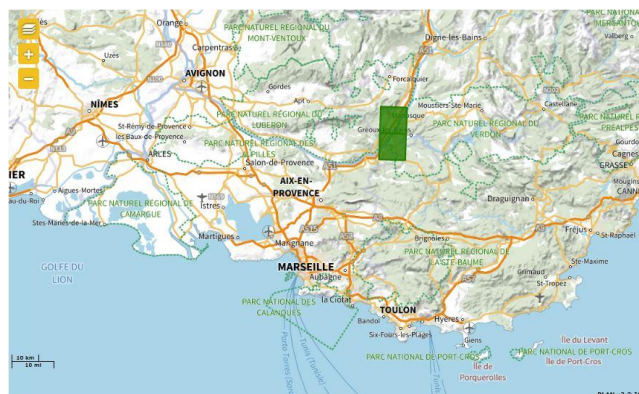 Orange
PARC NATUREL RÉGIONAL DU
MONT-VENTOUX
Digne-les-Bains
Valberg
Uzès
Carpentras
AVIGNON
Forcalquier
Gordes
Apt
NÎMES
Moustiers-Ste-Marie
Castellane
PARC NATUREL RÉGIONAL DU
LUBERON
PARC NATUREL RÉGIONAL DU
VERDON
St-Rémy-de-Provence
les Baux-de-Provence
PARC NATUREL RÉGIONAL DES
ALPILLES
ARLES
Salon-de-Provence
GRASSE
AIX-EN-
PROVENCE
Aigues-Mortes
PARC NATUREL RÉGIONAL DE
CAMARGUE
Istres
Draguignan
Stes-Maries-de-la-Mer
Martigues
Marignane
Brignoles
Fréjus
St-Raphaël
PARC NATUREL RÉGIONAL DE
LA STE-BAUME
GOLFE DU
LION
MARSEILLE
Aubagne
Ste-Maxime
Grimaud
St-Tropez
PARC NATIONAL DES
CALANQUES
la Ciotat
TOULON
Bandol
Hyères
Six-Fours-les-Plages
Giens
Île du Levant
Île de Port-Cros
PARC NATIONAL DE PORT-CROS
PARC NATIONAL DE PORT-CROS
Île de
Porquerolles
10 km
10 mi